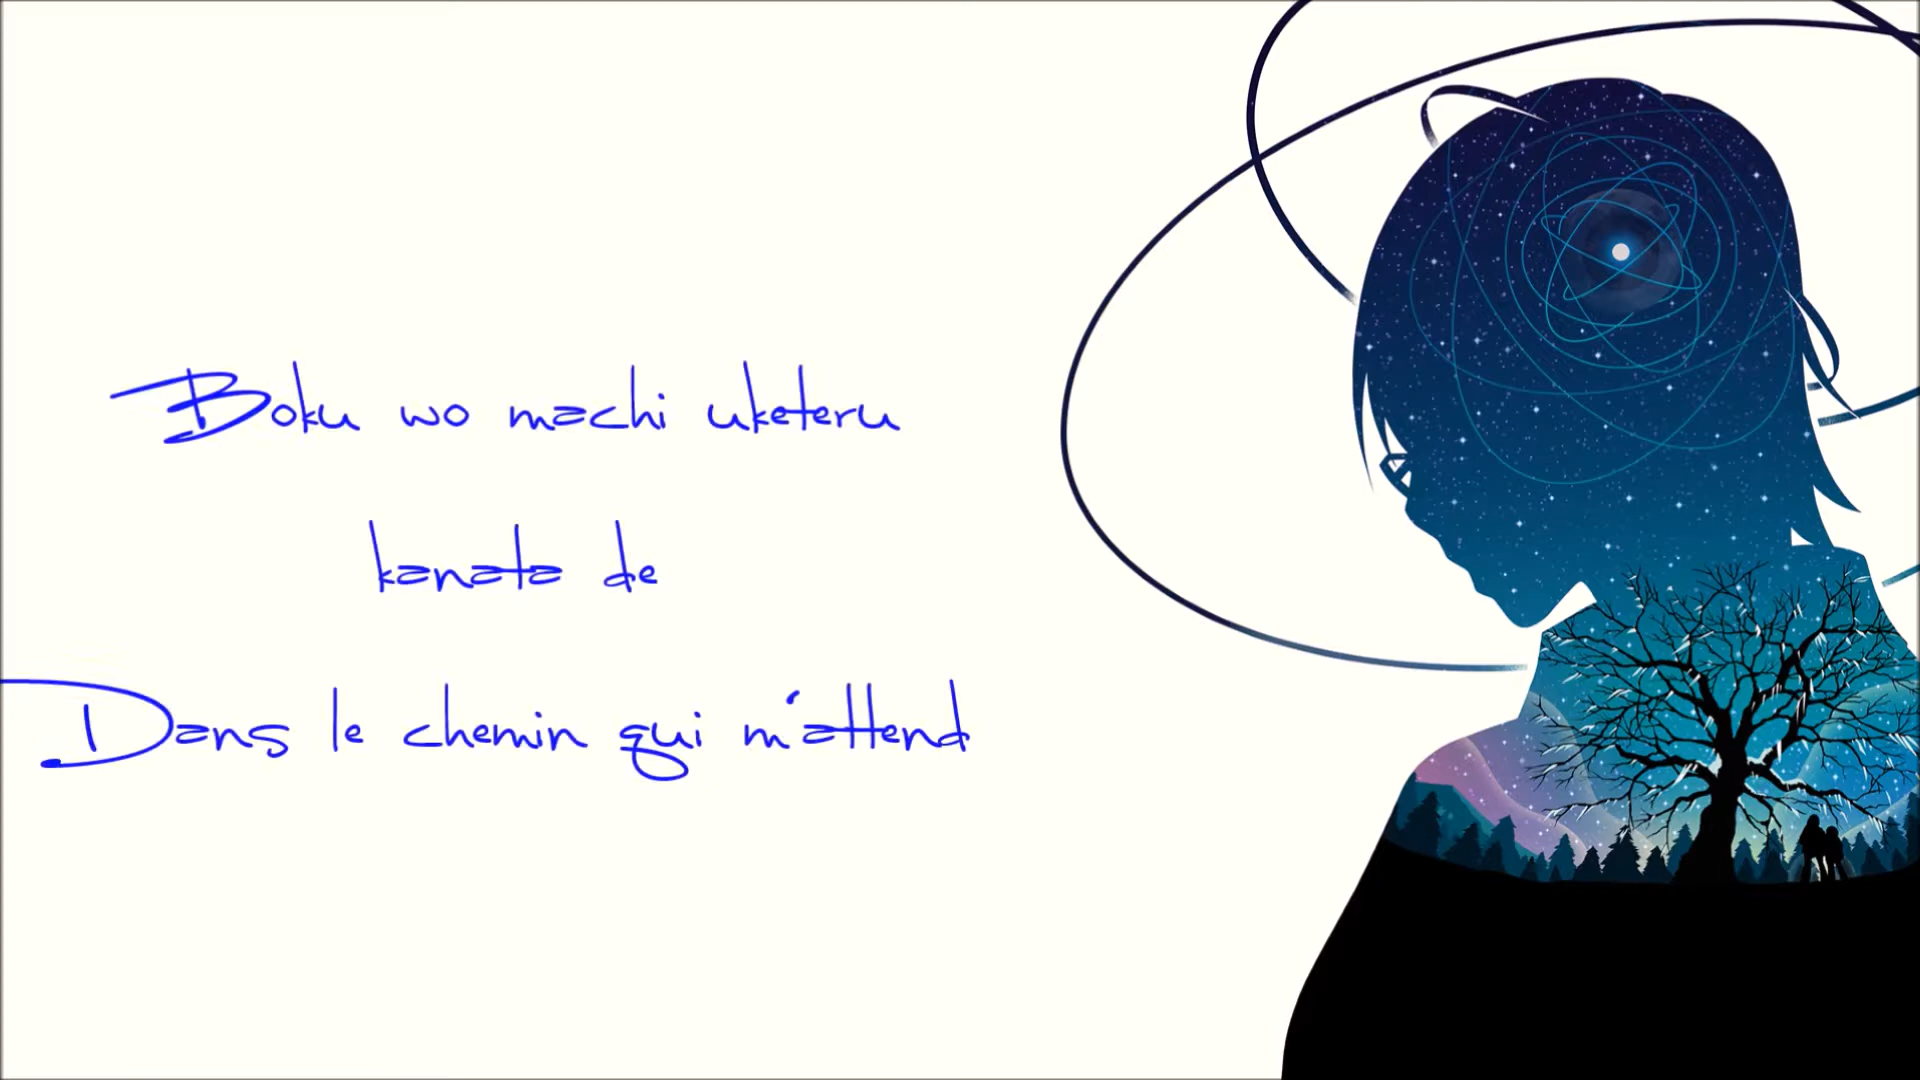 Boku wo machi uketeru
kanata de
Dans le chemin qui m'attend